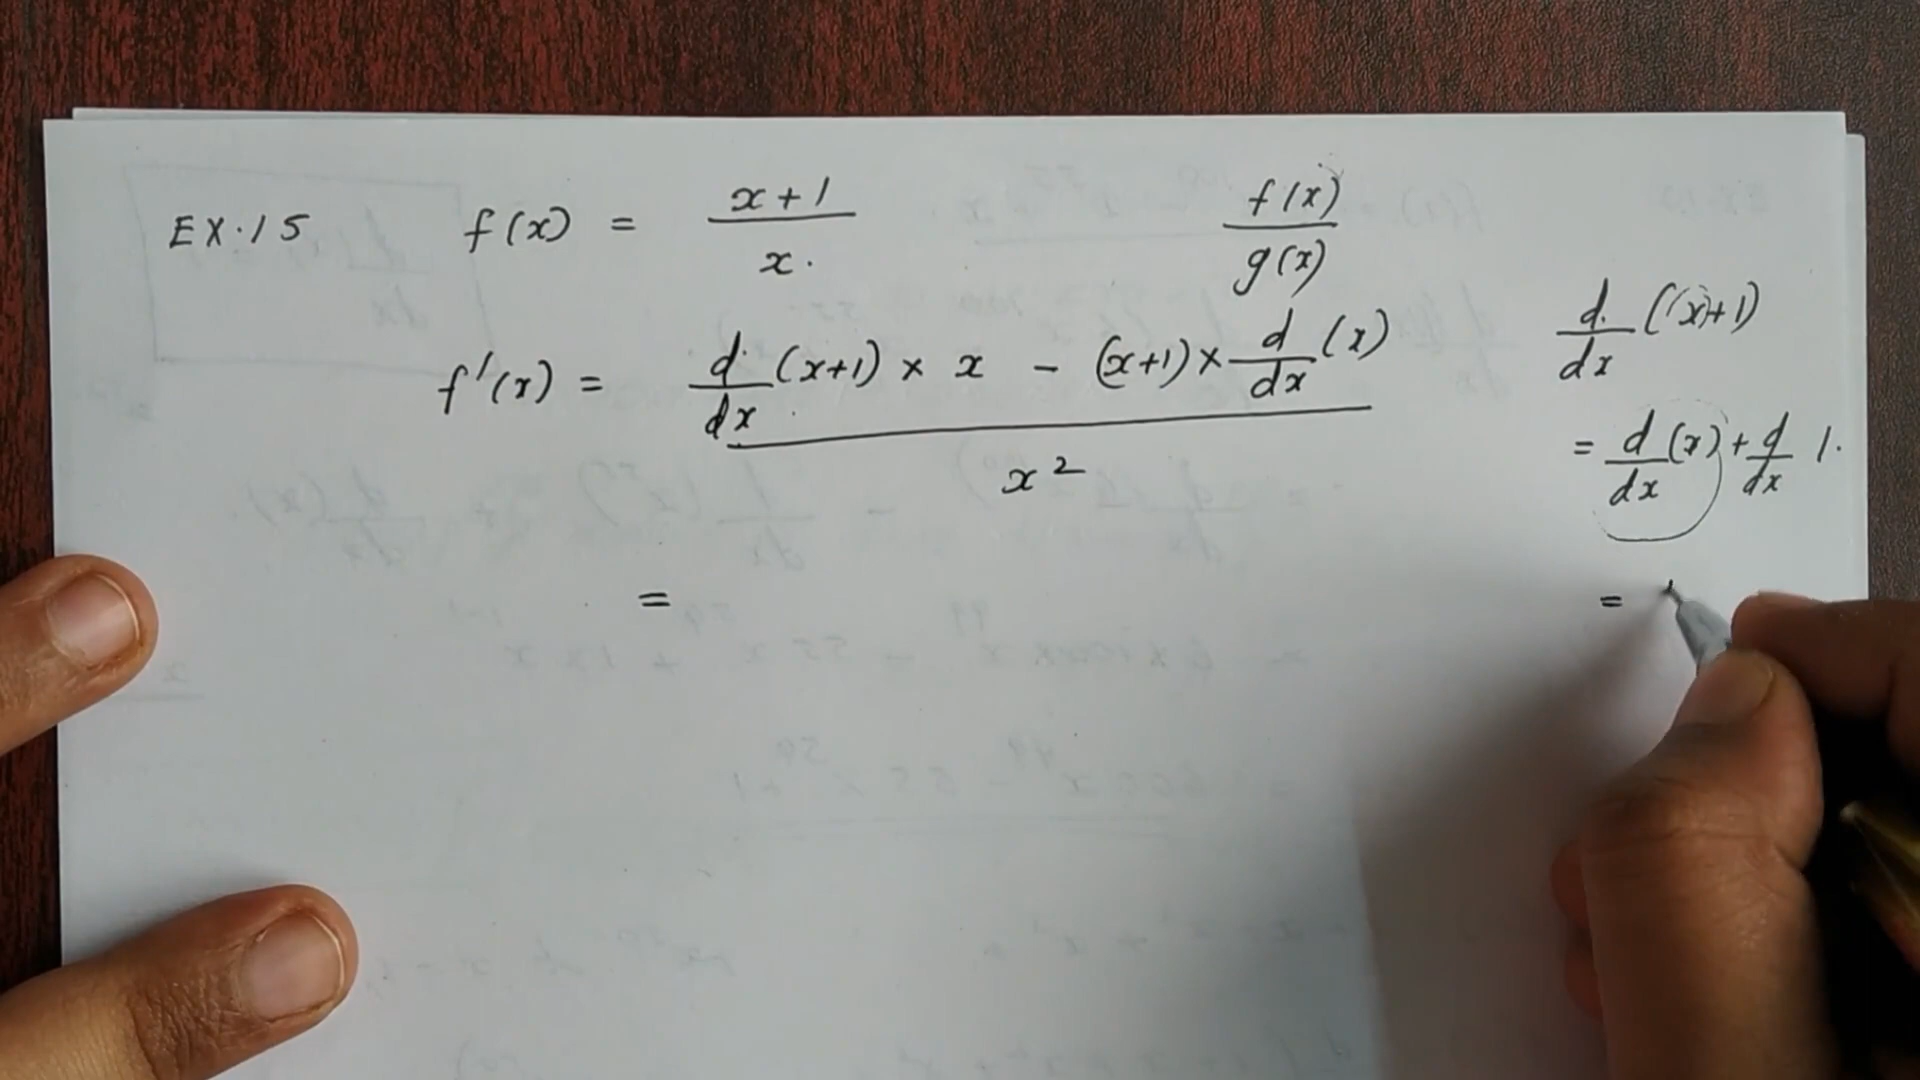 EX.15 f(x) = x+1 / x. f(x) / g(x)
f'(x) = d/dx (x+1) × x - (x+1) × d/dx (x) / x²
=
d/dx ((x)+1)
= d/dx (x) + d/dx 1.
=